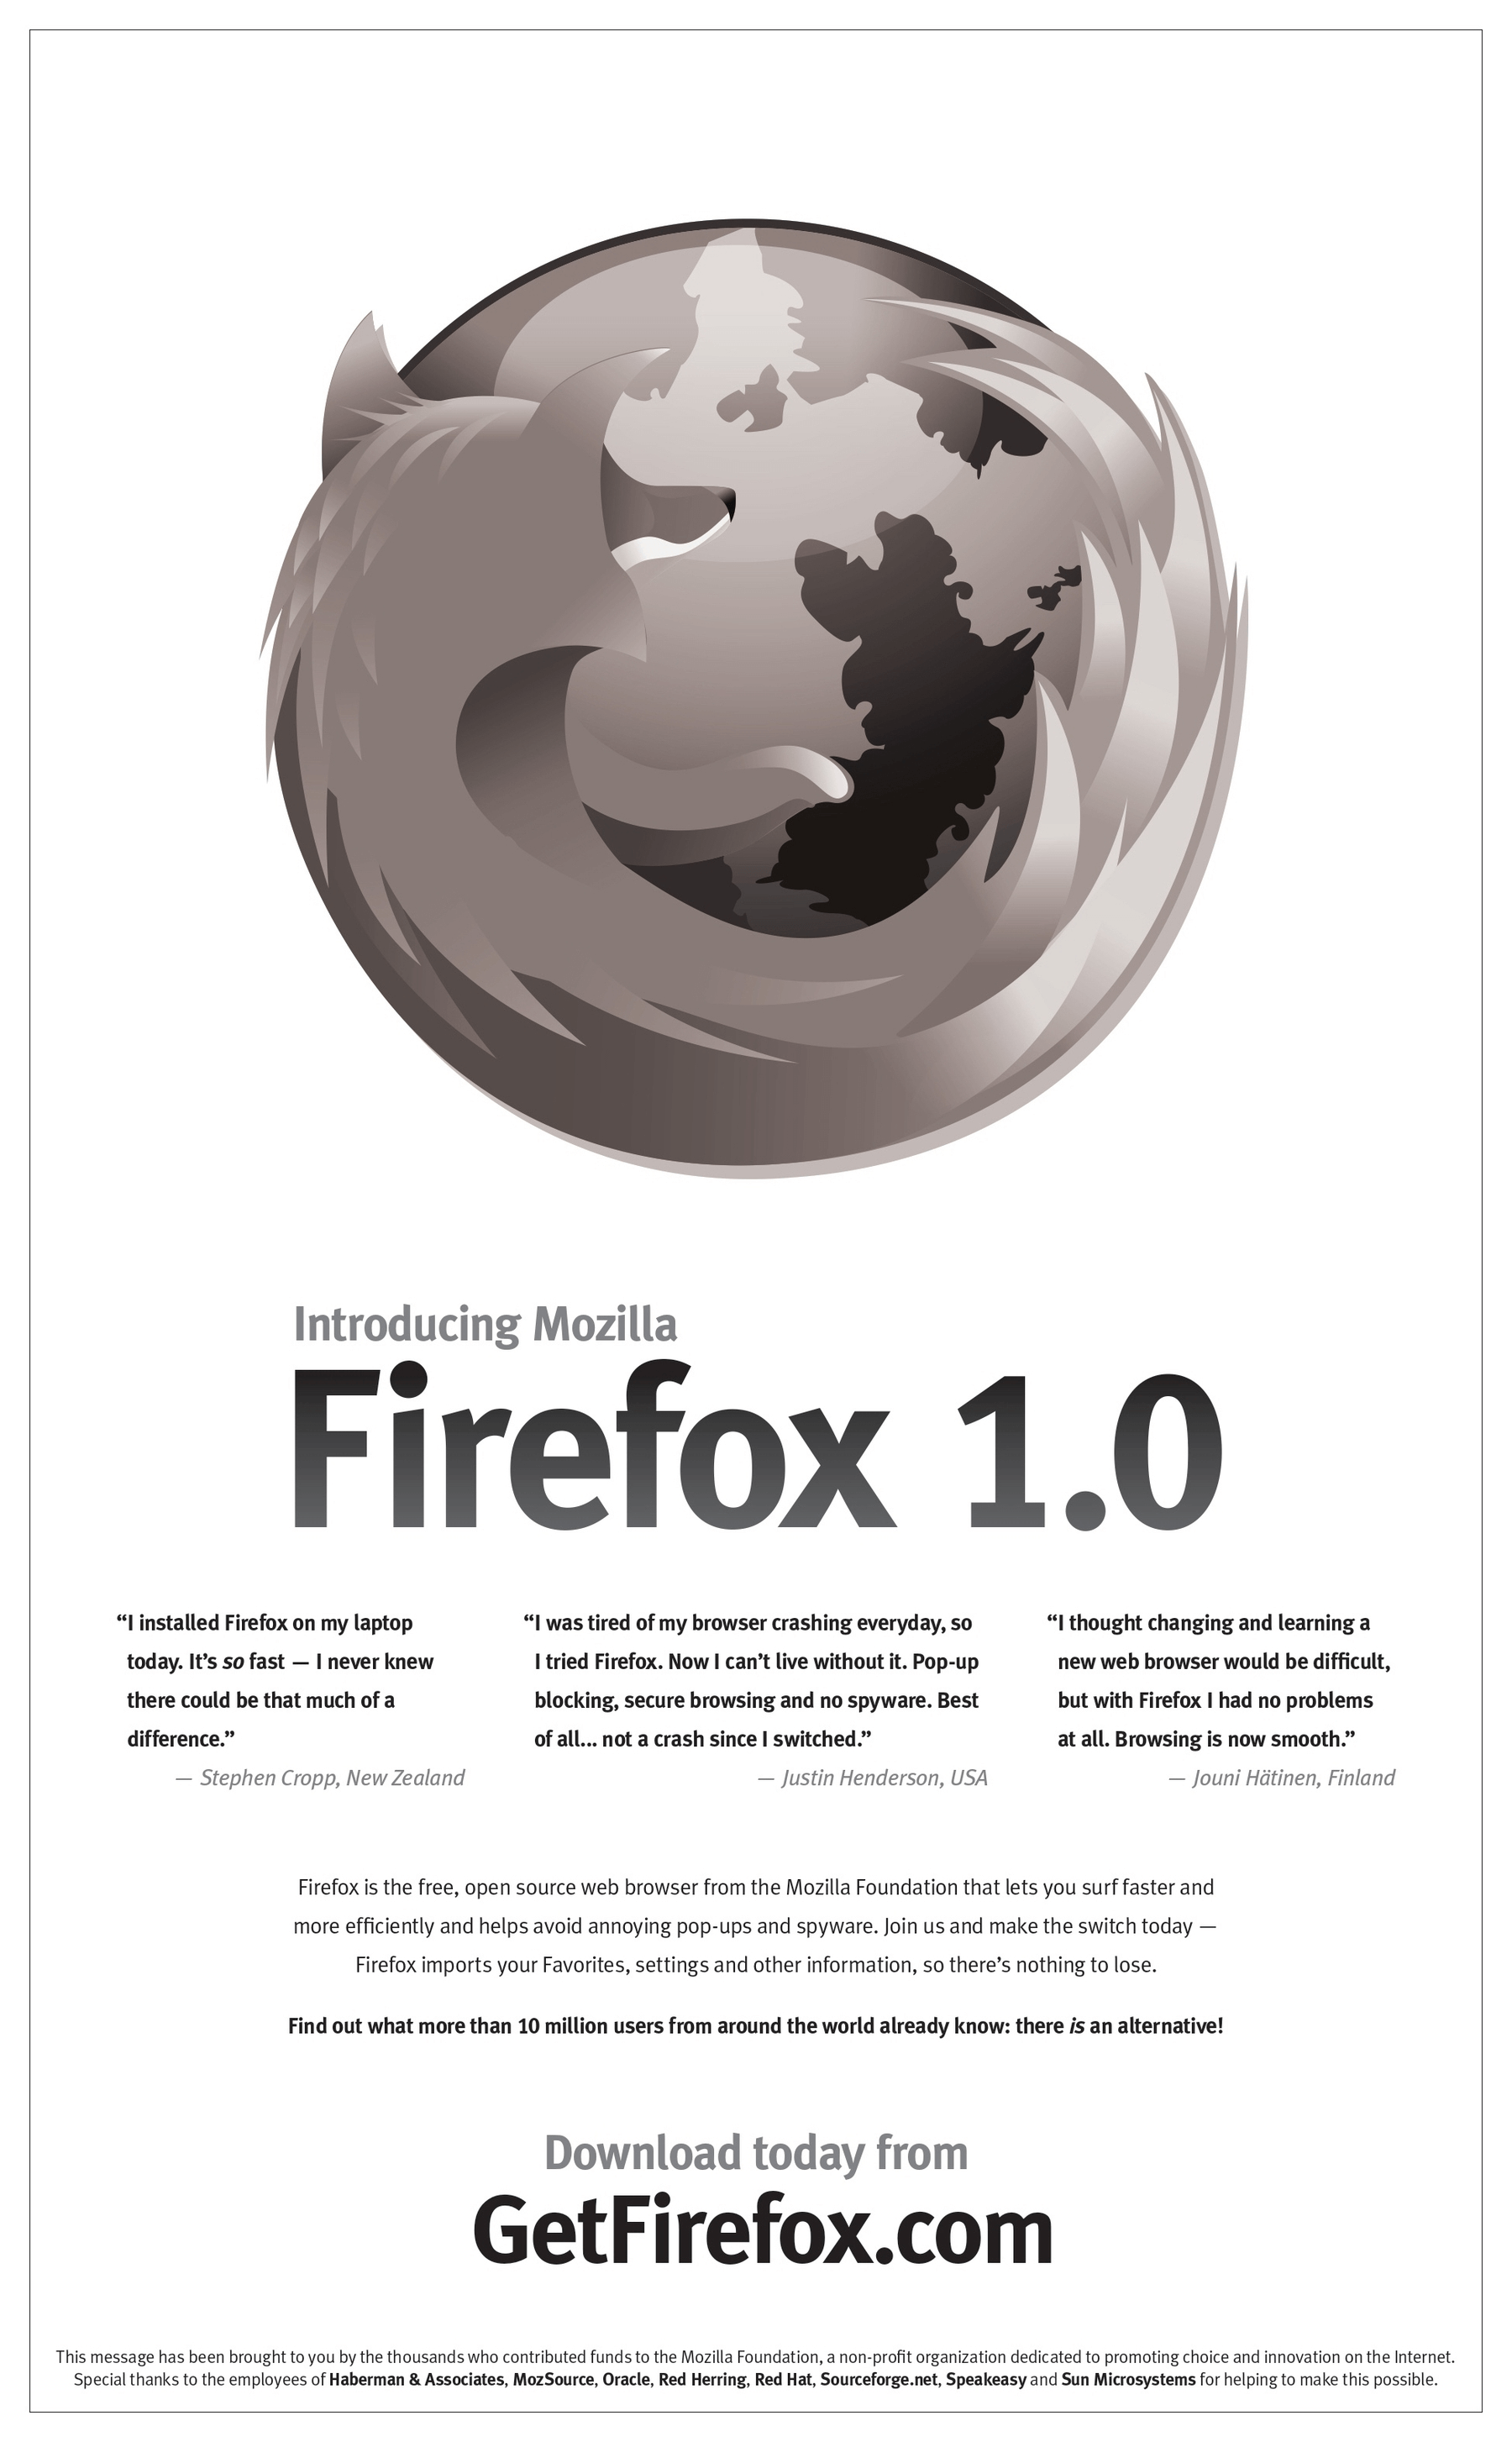 Introducing Mozilla
Firefox 1.0
“I installed Firefox on my laptop
today. It’s so fast — I never knew
there could be that much of a
difference.”
— Stephen Cropp, New Zealand
“I was tired of my browser crashing everyday, so
I tried Firefox. Now I can’t live without it. Pop-up
blocking, secure browsing and no spyware. Best
of all... not a crash since I switched.”
— Justin Henderson, USA
“I thought changing and learning a
new web browser would be difficult,
but with Firefox I had no problems
at all. Browsing is now smooth.”
— Jouni Hätinen, Finland
Firefox is the free, open source web browser from the Mozilla Foundation that lets you surf faster and
more efficiently and helps avoid annoying pop-ups and spyware. Join us and make the switch today —
Firefox imports your Favorites, settings and other information, so there’s nothing to lose.
Find out what more than 10 million users from around the world already know: there is an alternative!
Download today from
GetFirefox.com
This message has been brought to you by the thousands who contributed funds to the Mozilla Foundation, a non-profit organization dedicated to promoting choice and innovation on the Internet.
Special thanks to the employees of Haberman & Associates, MozSource, Oracle, Red Herring, Red Hat, Sourceforge.net, Speakeasy and Sun Microsystems for helping to make this possible.